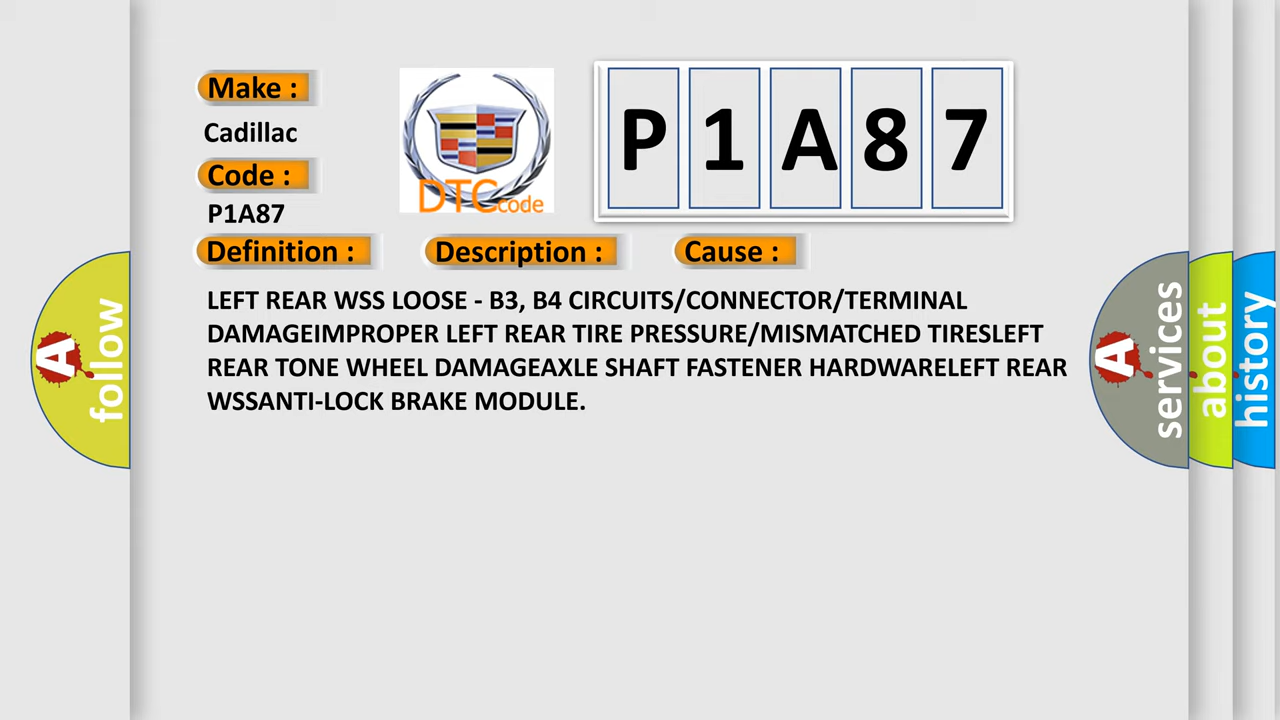 Make :
Cadillac
Code :
P1A87
DTC code
P 1 A 8 7
Definition :
Description :
Cause :
LEFT REAR WSS LOOSE - B3, B4 CIRCUITS/CONNECTOR/TERMINAL
DAMAGEIMPROPER LEFT REAR TIRE PRESSURE/MISMATCHED TIRESLEFT
REAR TONE WHEEL DAMAGEAXLE SHAFT FASTENER HARDWARELEFT REAR
WSSANTI-LOCK BRAKE MODULE.
A
follow
A
services
about
history